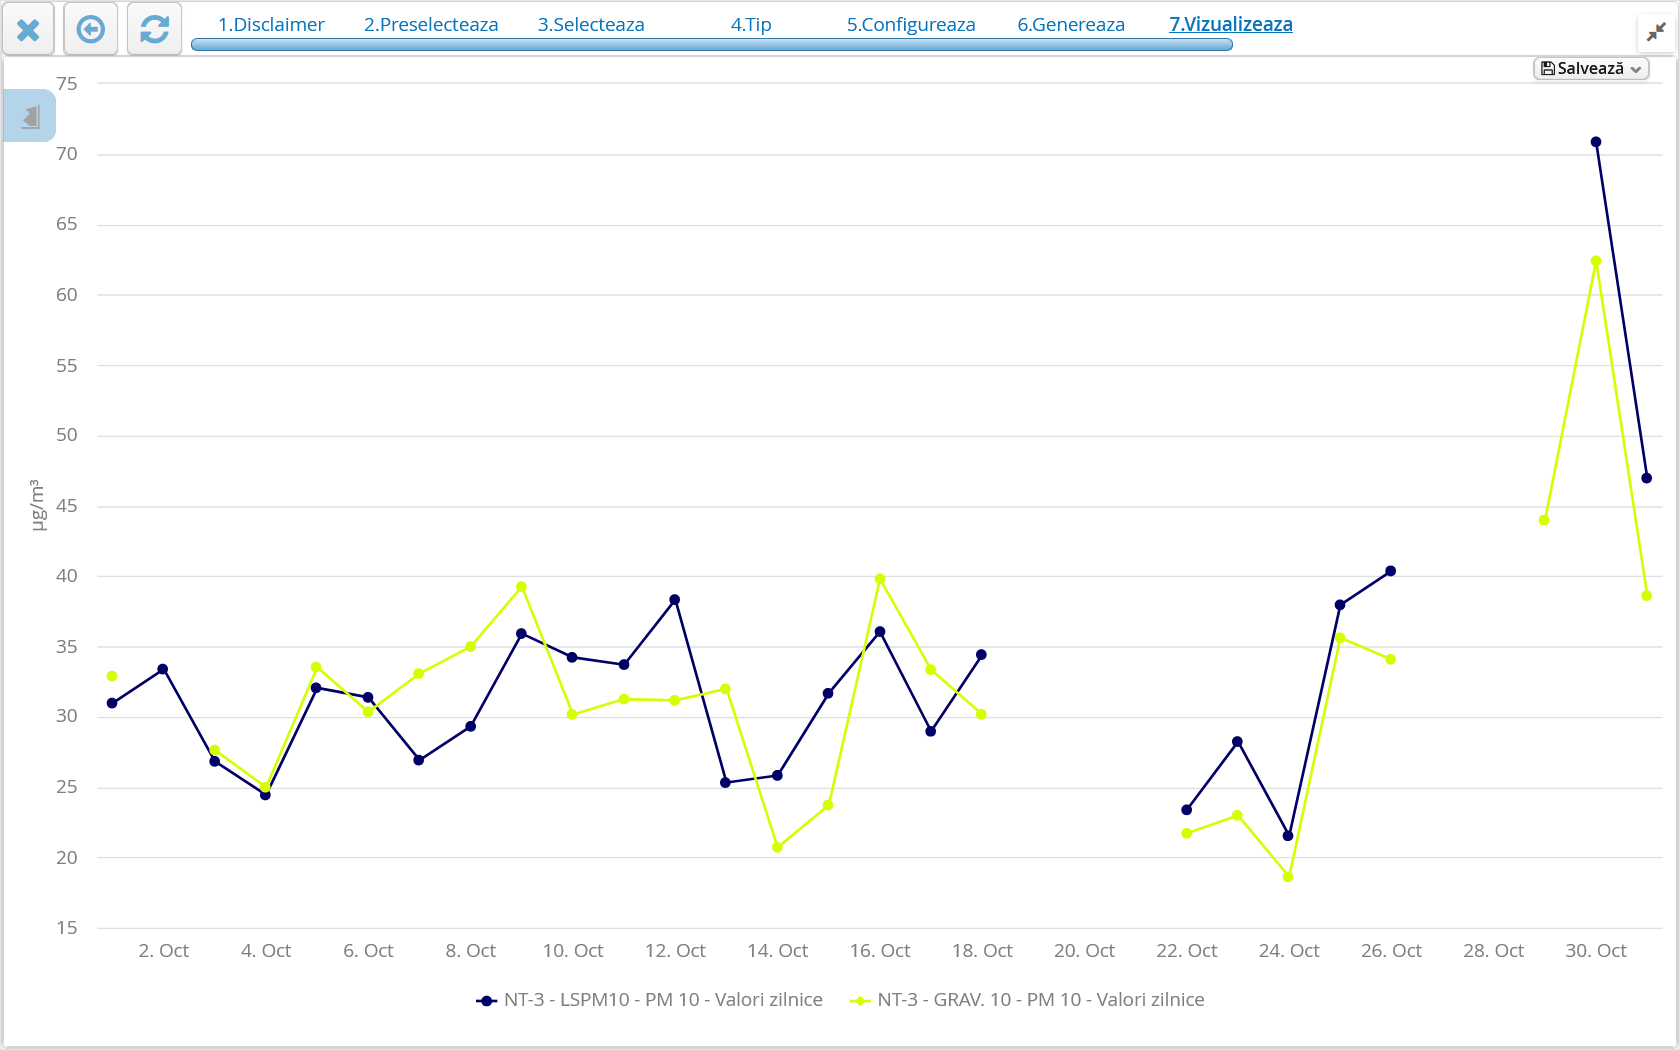 1.Disclaimer 2.Preselecteaza 3.Selecteaza 4.Tip 5.Configureaza 6.Genereaza 7.Vizualizeaza
Salvează
75
70
65
60
55
50
45
40
35
30
25
20
15
µg/m³
2. Oct 4. Oct 6. Oct 8. Oct 10. Oct 12. Oct 14. Oct 16. Oct 18. Oct 20. Oct 22. Oct 24. Oct 26. Oct 28. Oct 30. Oct
NT-3 - LSPM10 - PM 10 - Valori zilnice NT-3 - GRAV. 10 - PM 10 - Valori zilnice